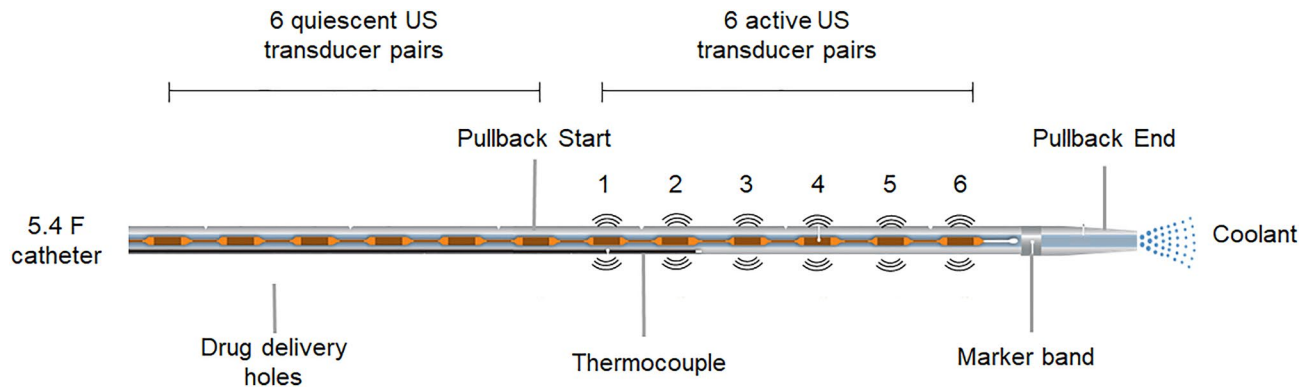 6 quiescent US
transducer pairs
6 active US
transducer pairs
Pullback Start
Pullback End
1 2 3 4 5 6
5.4 F
catheter
Coolant
Drug delivery
holes
Thermocouple
Marker band